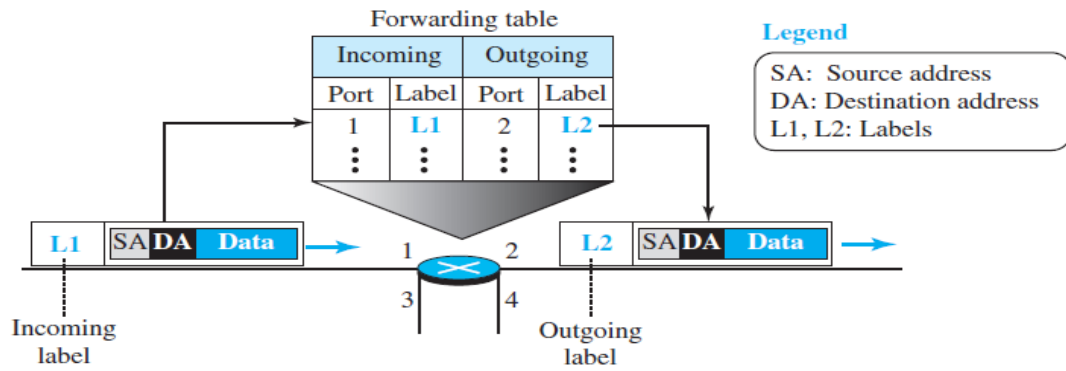 Forwarding table
Incoming Outgoing
Port Label Port Label
1 L1 2 L2
Legend
SA: Source address
DA: Destination address
L1, L2: Labels
L1 SA DA Data
1 2
3 4
L2 SA DA Data
Incoming
label
Outgoing
label